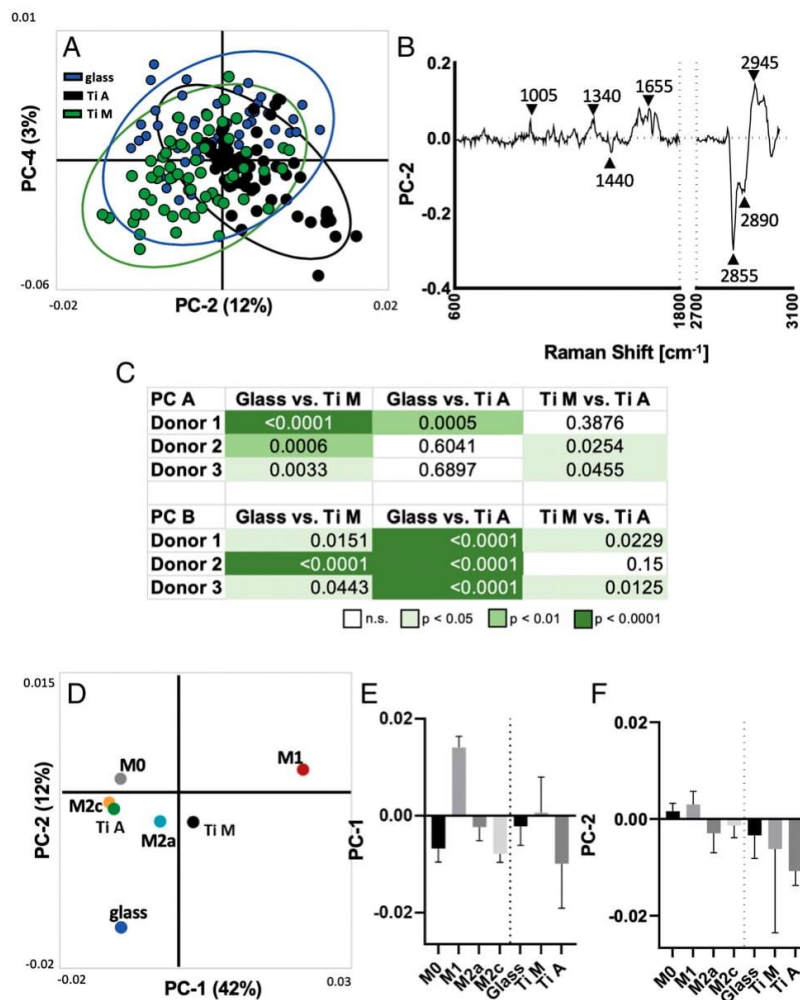 0.01
A
glass
Ti A
Ti M
PC-4 (3%)
-0.06
-0.02
PC-2 (12%)
0.02
B
0.2
0.0
-0.2
-0.4
PC-2
1005
1340
1655
2945
1440
2890
2855
600
1800
2700
3100
Raman Shift [cm-1]
C
PC A Glass vs. Ti M Glass vs. Ti A Ti M vs. Ti A
Donor 1 <0.0001 0.0005 0.3876
Donor 2 0.0006 0.6041 0.0254
Donor 3 0.0033 0.6897 0.0455
PC B Glass vs. Ti M Glass vs. Ti A Ti M vs. Ti A
Donor 1 0.0151 <0.0001 0.0229
Donor 2 <0.0001 <0.0001 0.15
Donor 3 0.0443 <0.0001 0.0125
n.s. p < 0.05 p < 0.01 p < 0.0001
D
0.015
PC-2 (12%)
M0
M1
M2c
Ti A
M2a
Ti M
glass
-0.02
-0.02
PC-1 (42%)
0.03
E
0.02
0.00
-0.02
PC-1
M0 M1 M2a M2c Glass Ti M Ti A
F
0.02
0.00
-0.02
PC-2
M0 M1 M2a M2c Glass Ti M Ti A